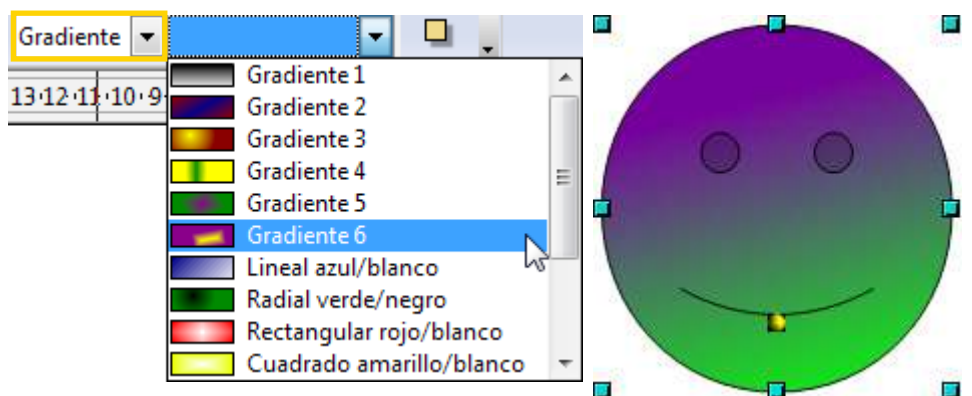 Gradiente
13·12·11·10·9·
Gradiente 1
Gradiente 2
Gradiente 3
Gradiente 4
Gradiente 5
Gradiente 6
Lineal azul/blanco
Radial verde/negro
Rectangular rojo/blanco
Cuadrado amarillo/blanco